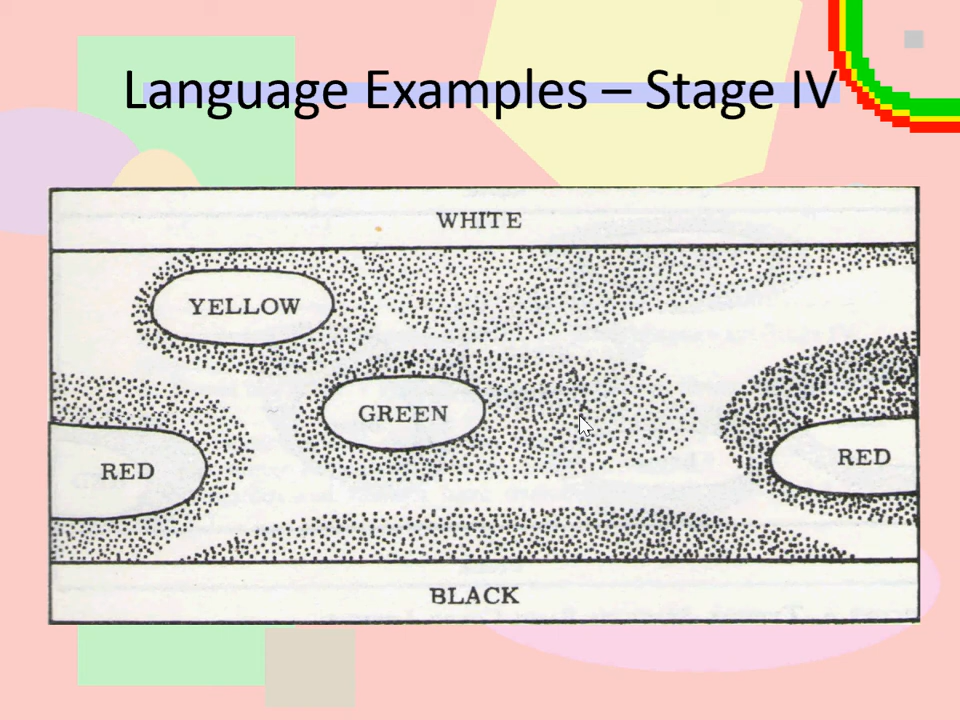 Language Examples – Stage IV
WHITE
YELLOW
GREEN
RED
RED
BLACK